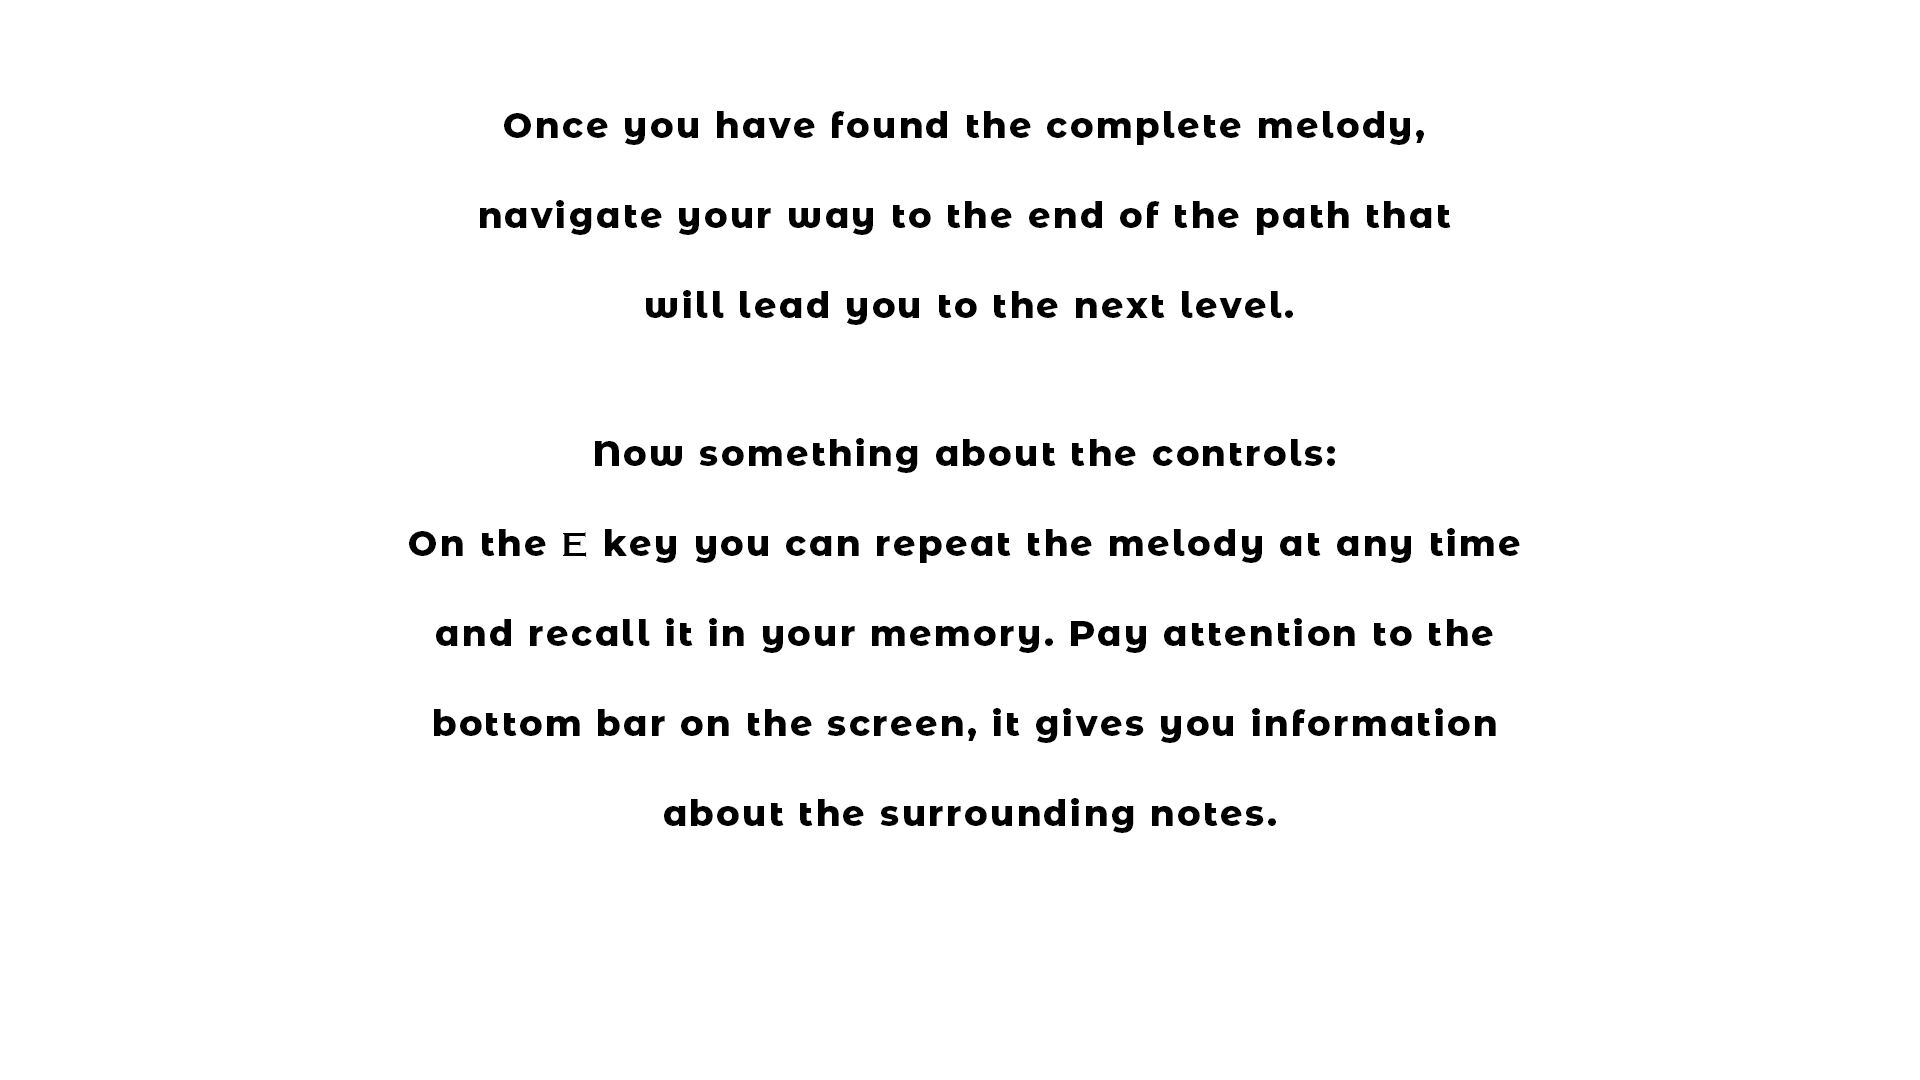 Once you have found the complete melody,
navigate your way to the end of the path that
will lead you to the next level.
Now something about the controls:
On the E key you can repeat the melody at any time
and recall it in your memory. Pay attention to the
bottom bar on the screen, it gives you information
about the surrounding notes.